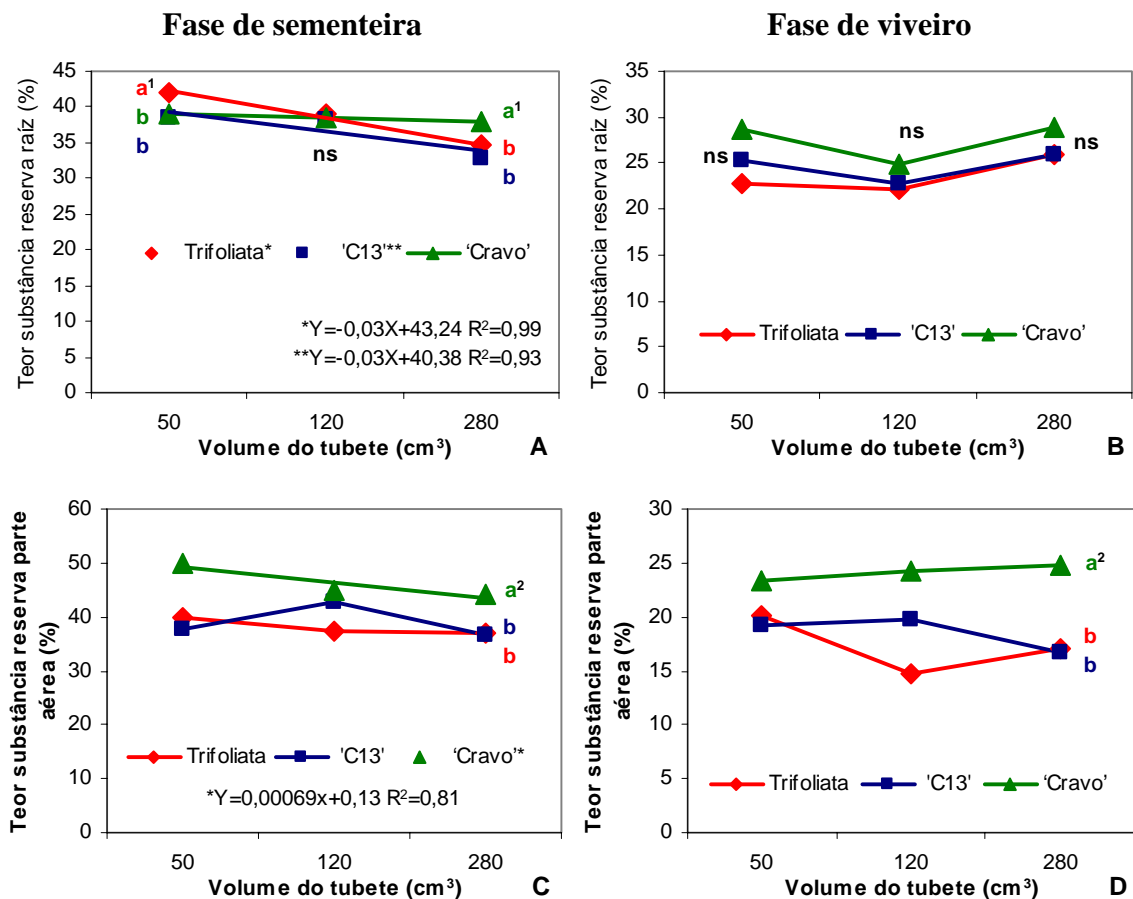 Fase de sementeira
Fase de viveiro
Teor substância reserva raíz (%)
45
40
35
30
25
20
15
10
5
0
a¹
b
b
ns
a¹
b
b
Trifoliata* 'C13'** ‘Cravo’
*Y=-0,03X+43,24 R²=0,99
**Y=-0,03X+40,38 R²=0,93
50 120 280
Volume do tubete (cm³)
A
Teor substância reserva raíz (%)
35
30
25
20
15
10
5
0
ns
ns
ns
Trifoliata 'C13' ‘Cravo’
50 120 280
Volume do tubete (cm³)
B
Teor substância reserva parte
aérea (%)
60
50
40
30
20
10
0
a²
b
b
Trifoliata 'C13' ‘Cravo’*
*Y=0,00069x+0,13 R²=0,81
50 120 280
Volume do tubete (cm³)
C
Teor substância reserva parte
aérea (%)
30
25
20
15
10
5
0
a²
b
b
Trifoliata 'C13' ‘Cravo’
50 120 280
Volume do tubete (cm³)
D